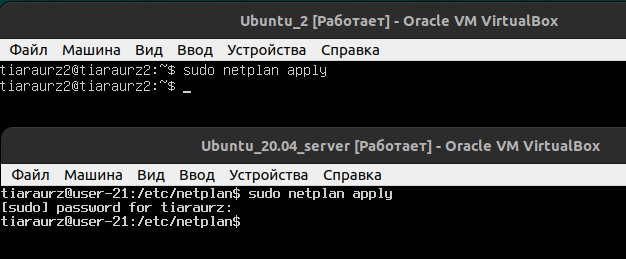 Ubuntu_2 [Работает] - Oracle VM VirtualBox
Файл Машина Вид Ввод Устройства Справка
tiaraurz2@tiaraurz2:~$ sudo netplan apply
tiaraurz2@tiaraurz2:~$ _
Ubuntu_20.04_server [Работает] - Oracle VM VirtualBox
Файл Машина Вид Ввод Устройства Справка
tiaraurz@user-21:/etc/netplan$ sudo netplan apply
[sudo] password for tiaraurz:
tiaraurz@user-21:/etc/netplan$